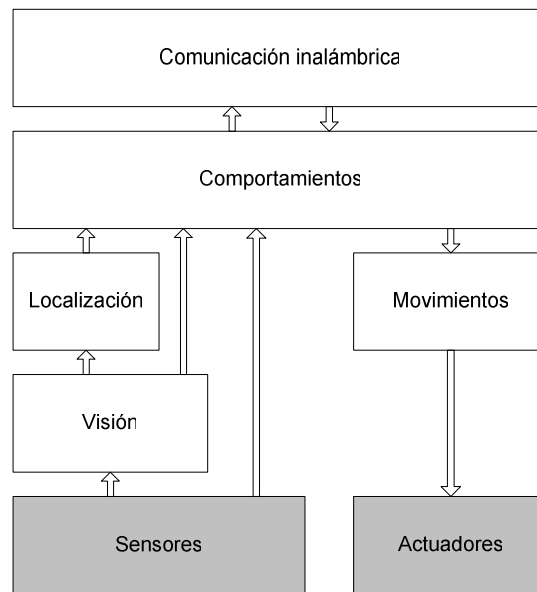 Comunicación inalámbrica
Comportamientos
Localización
Movimientos
Visión
Sensores
Actuadores